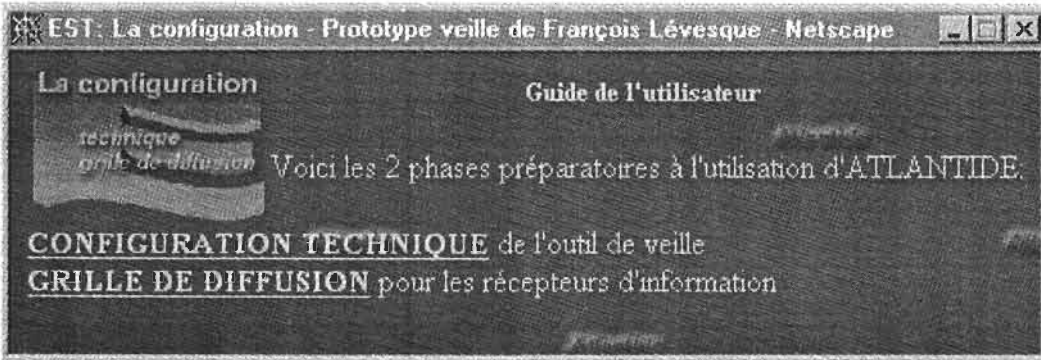 EST: La configuration - Prototype veille de François Lévesque - Netscape
La configuration
technique
grille de diffusion
Guide de l'utilisateur
Voici les 2 phases préparatoires à l'utilisation d'ATLANTIDE:
CONFIGURATION TECHNIQUE de l'outil de veille
GRILLE DE DIFFUSION pour les récepteurs d'information